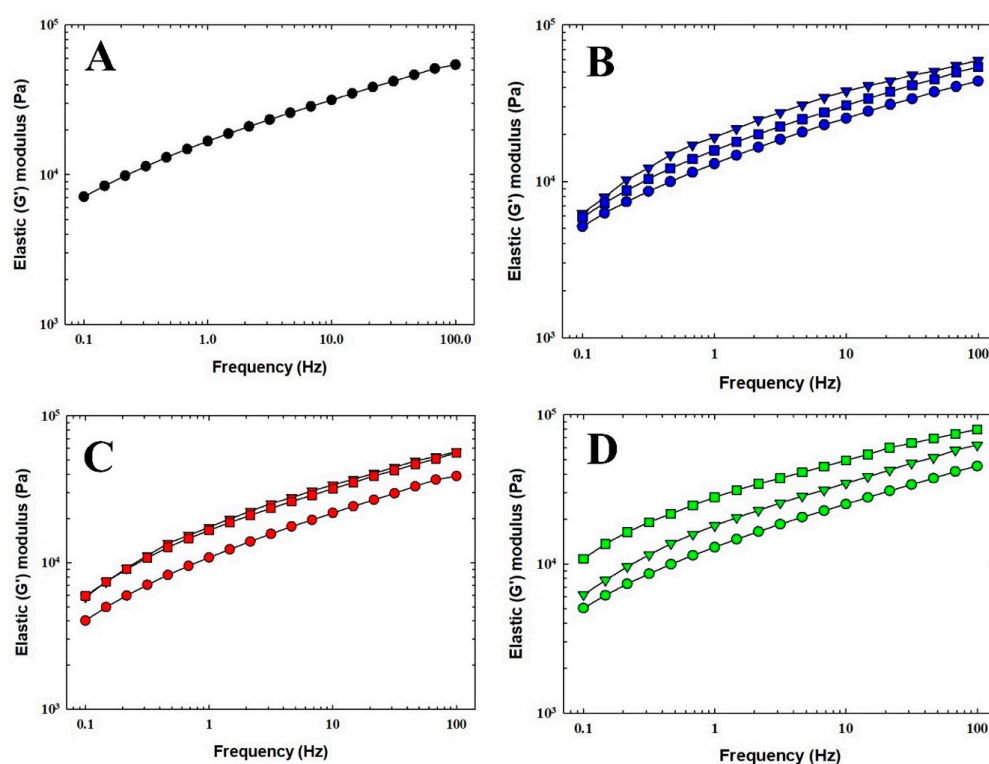 A
Elastic (G') modulus (Pa)
10⁵
10⁴
10³
0.1
1.0
10.0
100.0
Frequency (Hz)
B
Elastic (G') modulus (Pa)
10⁵
10⁴
10³
0.1
1
10
100
Frequency (Hz)
C
Elastic (G') modulus (Pa)
10⁵
10⁴
10³
0.1
1
10
100
Frequency (Hz)
D
Elastic (G') modulus (Pa)
10⁵
10⁴
10³
0.1
1
10
100
Frequency (Hz)